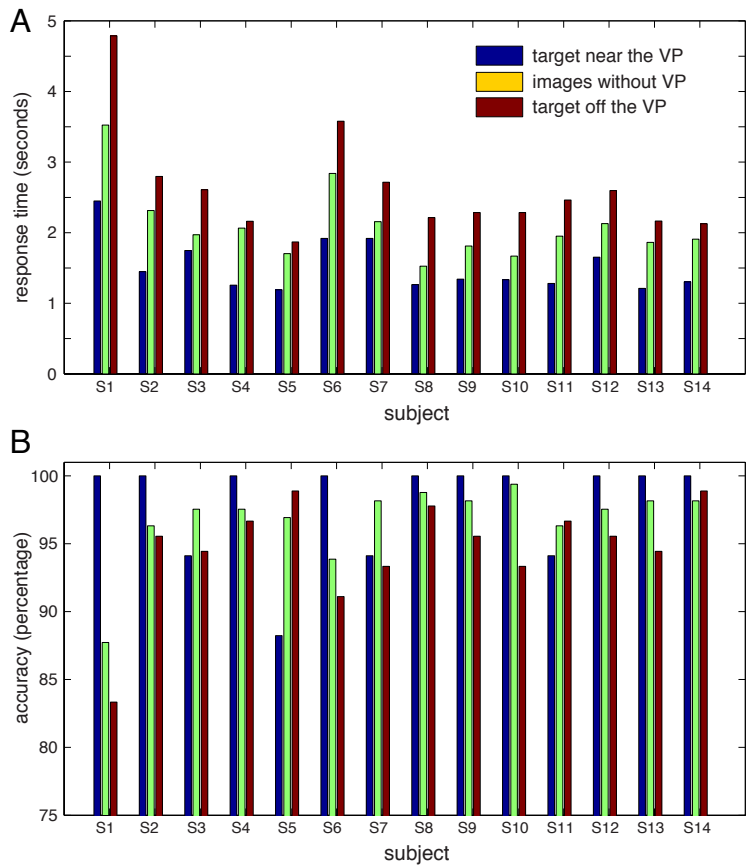 A
5
4
3
2
1
0
response time (seconds)
target near the VP
images without VP
target off the VP
S1 S2 S3 S4 S5 S6 S7 S8 S9 S10 S11 S12 S13 S14
subject
B
100
95
90
85
80
75
accuracy (percentage)
S1 S2 S3 S4 S5 S6 S7 S8 S9 S10 S11 S12 S13 S14
subject